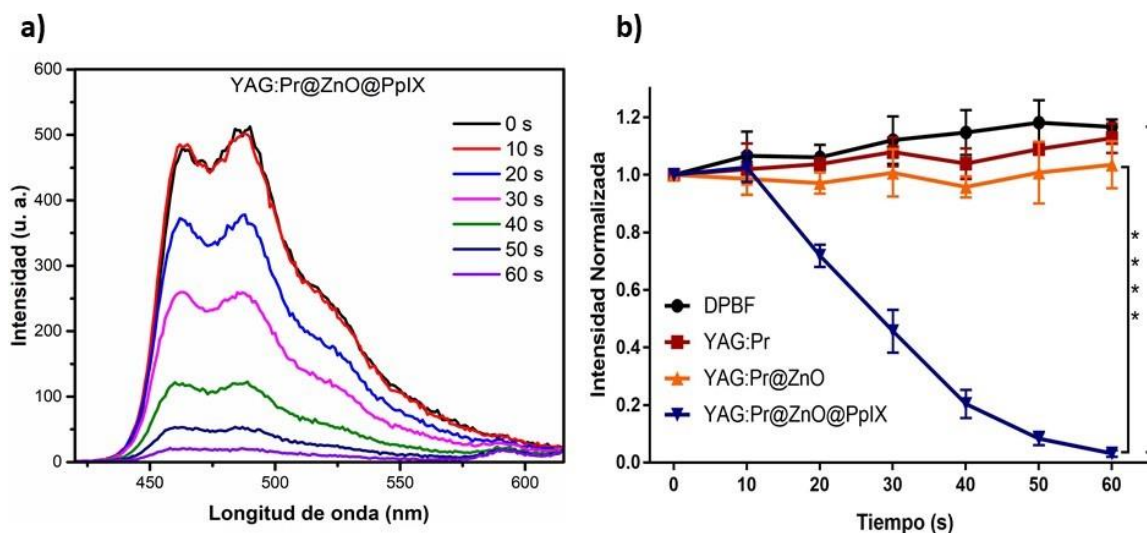 a)
YAG:Pr@ZnO@PpIX
0 s
10 s
20 s
30 s
40 s
50 s
60 s
600
500
400
300
200
100
0
Intensidad (u. a.)
450
500
550
600
Longitud de onda (nm)
b)
1.2
1.0
0.8
0.6
0.4
0.2
0.0
Intensidad Normalizada
DPBF
YAG:Pr
YAG:Pr@ZnO
YAG:Pr@ZnO@PpIX
****
0
10
20
30
40
50
60
Tiempo (s)